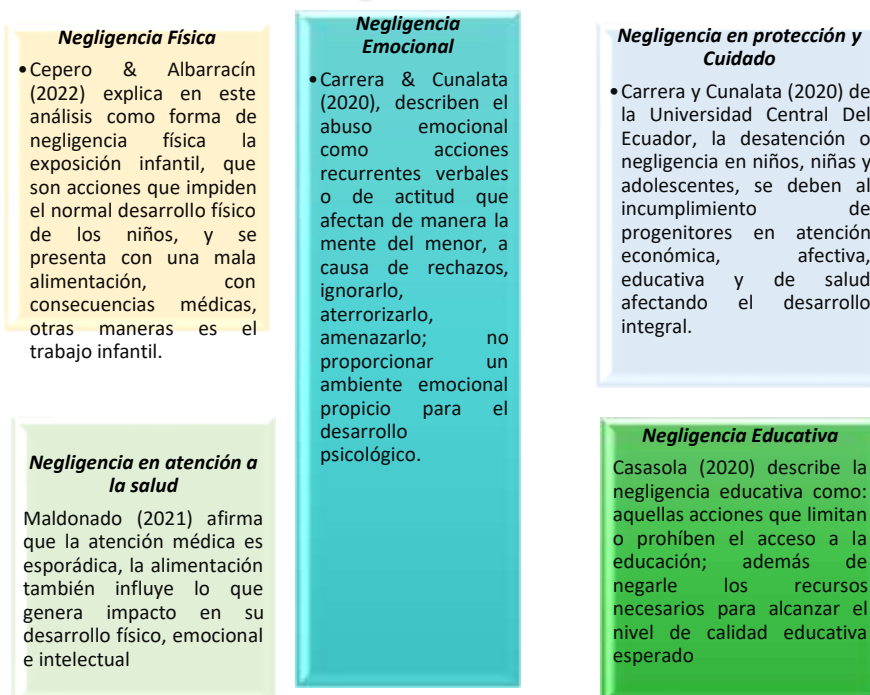 Negligencia Física
•Cepero & Albarracín
(2022) explica en este
análisis como forma de
negligencia física la
exposición infantil, que
son acciones que impiden
el normal desarrollo físico
de los niños, y se
presenta con una mala
alimentación, con
consecuencias médicas,
otras maneras es el
trabajo infantil.
Negligencia en atención a
la salud
Maldonado (2021) afirma
que la atención médica es
esporádica, la alimentación
también influye lo que
genera impacto en su
desarrollo físico, emocional
e intelectual
Negligencia
Emocional
•Carrera & Cunalata
(2020), describen el
abuso emocional
como acciones
recurrentes verbales
o de actitud que
afectan de manera la
mente del menor, a
causa de rechazos,
ignorarlo,
aterrorizarlo,
amenazarlo; no
proporcionar un
ambiente emocional
propicio para el
desarrollo
psicológico.
Negligencia en protección y
Cuidado
•Carrera y Cunalata (2020) de
la Universidad Central Del
Ecuador, la desatención o
negligencia en niños, niñas y
adolescentes, se deben al
incumplimiento de
progenitores en atención
económica, afectiva,
educativa y de salud
afectando el desarrollo
integral.
Negligencia Educativa
Casasola (2020) describe la
negligencia educativa como:
aquellas acciones que limitan
o prohíben el acceso a la
educación; además de
negarle los recursos
necesarios para alcanzar el
nivel de calidad educativa
esperado